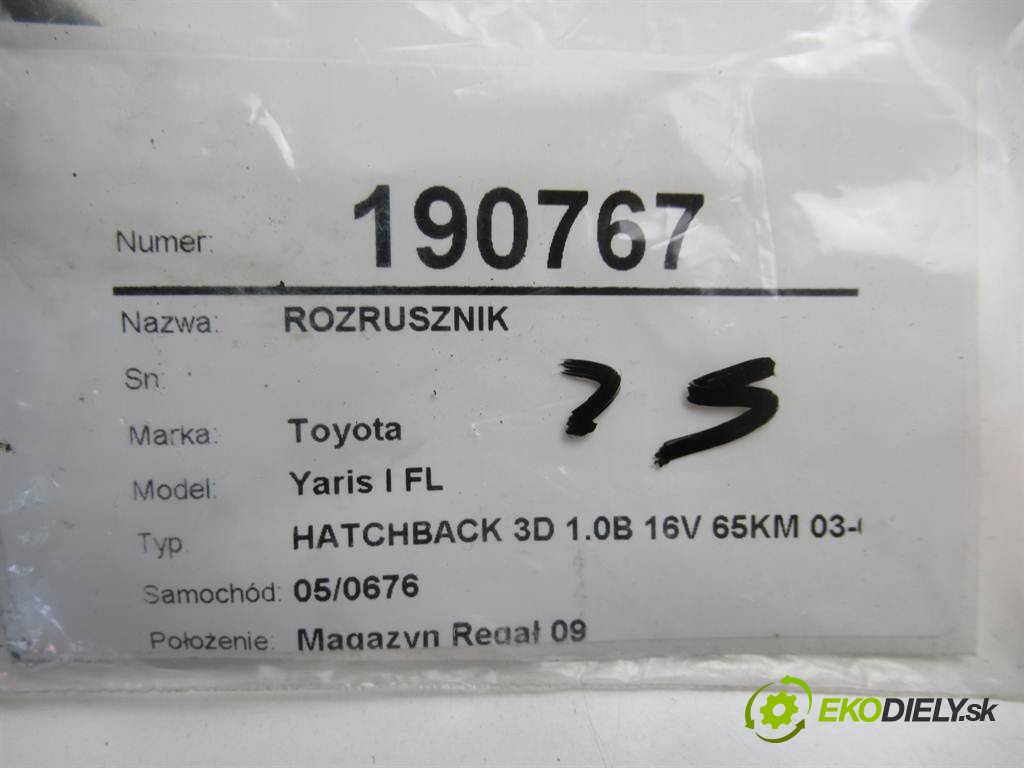 Numer: 190767
Nazwa: ROZRUSZNIK
Sn:
75
Marka: Toyota
Model: Yaris I FL
Typ HATCHBACK 3D 1.0B 16V 65KM 03-
Samochód: 05/0676
Położenie: Magazyn Regał 09
EKODIELY.sk